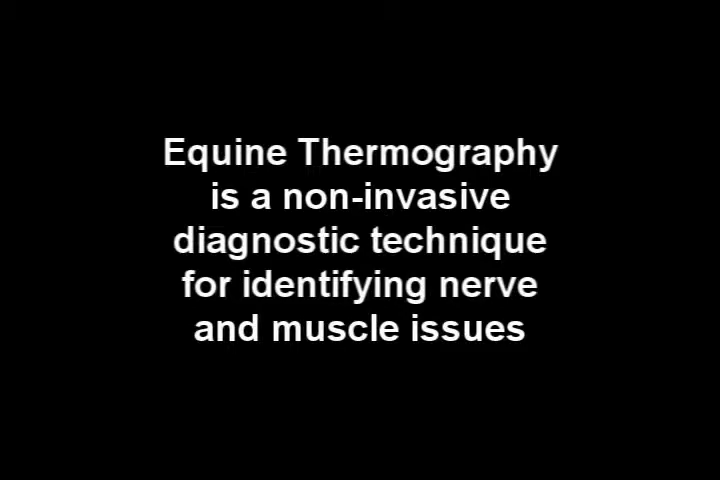 Equine Thermography
is a non-invasive
diagnostic technique
for identifying nerve
and muscle issues